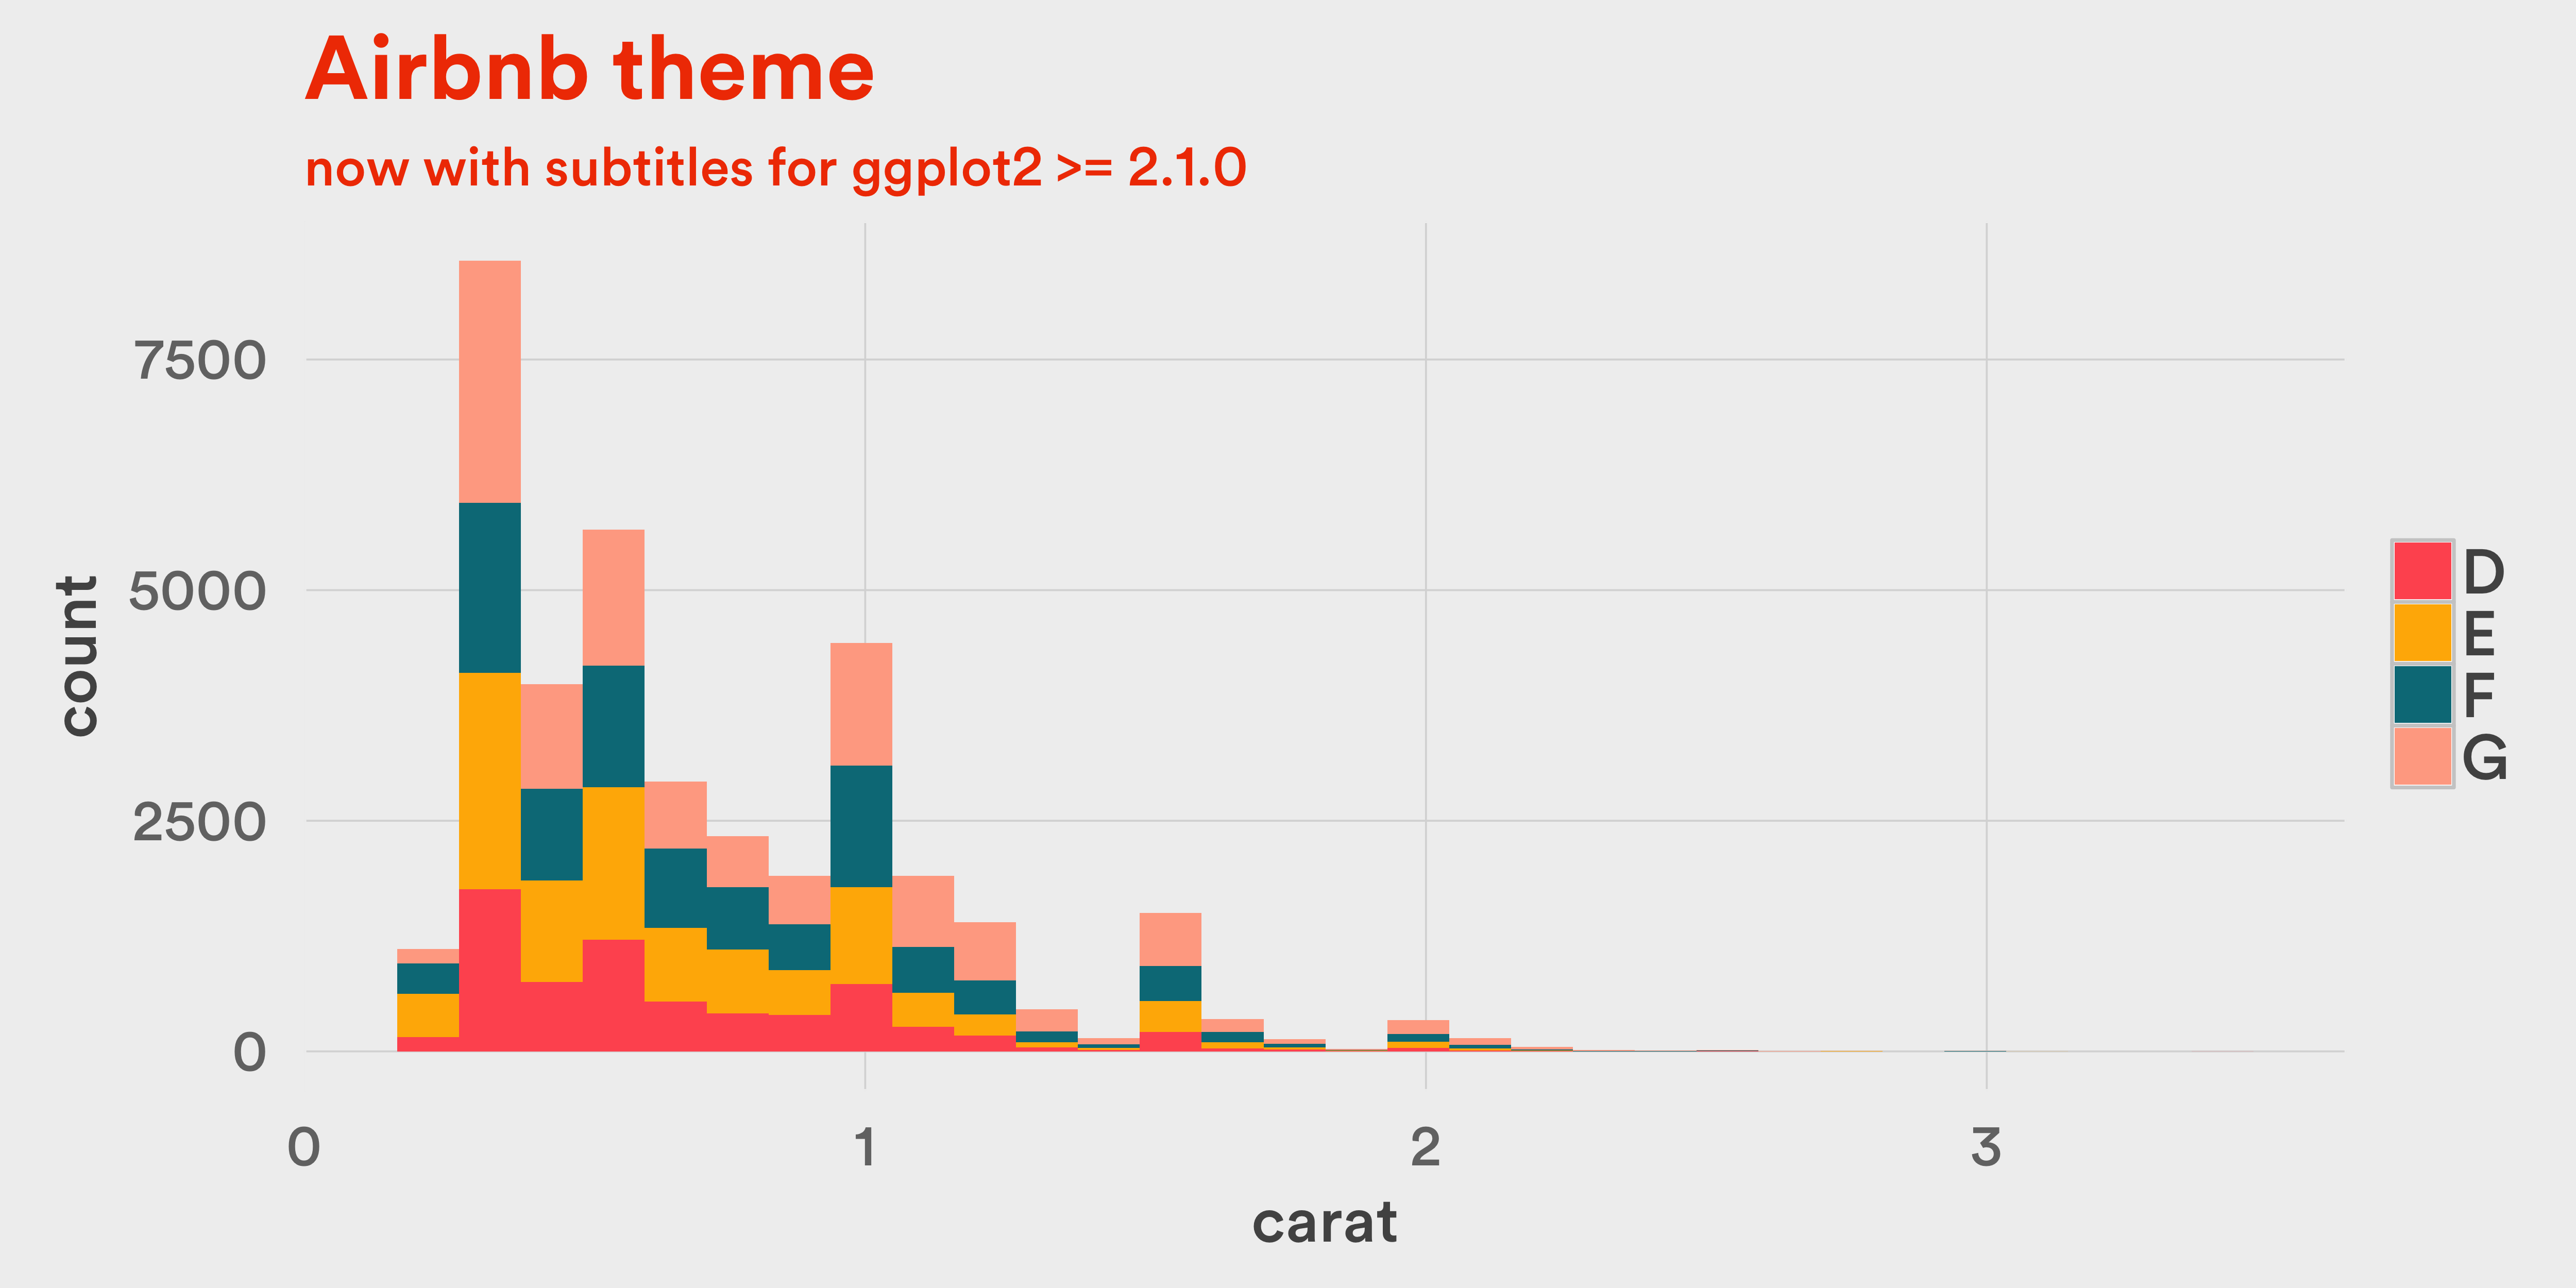 Airbnb theme
now with subtitles for ggplot2 >= 2.1.0
7500
5000
2500
0
count
0 1 2 3
carat
D
E
F
G